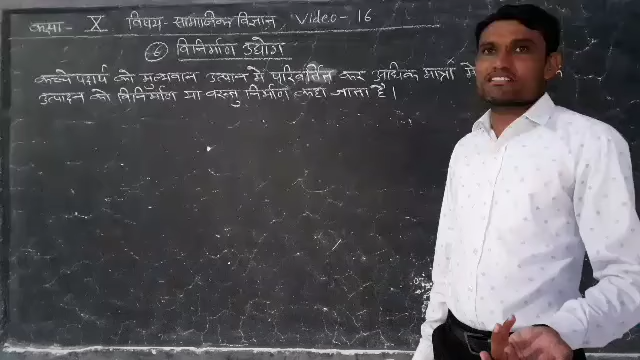 कक्षा- X विषय- सामाजिक विज्ञान, Video-16
⑥ विनिर्माण उद्योग
कच्चे पदार्थ को मूल्यवान उत्पाद में परिवर्तित कर अधिक मात्रा में
उत्पादन को विनिर्माण या वस्तु निर्माण कहा जाता है।